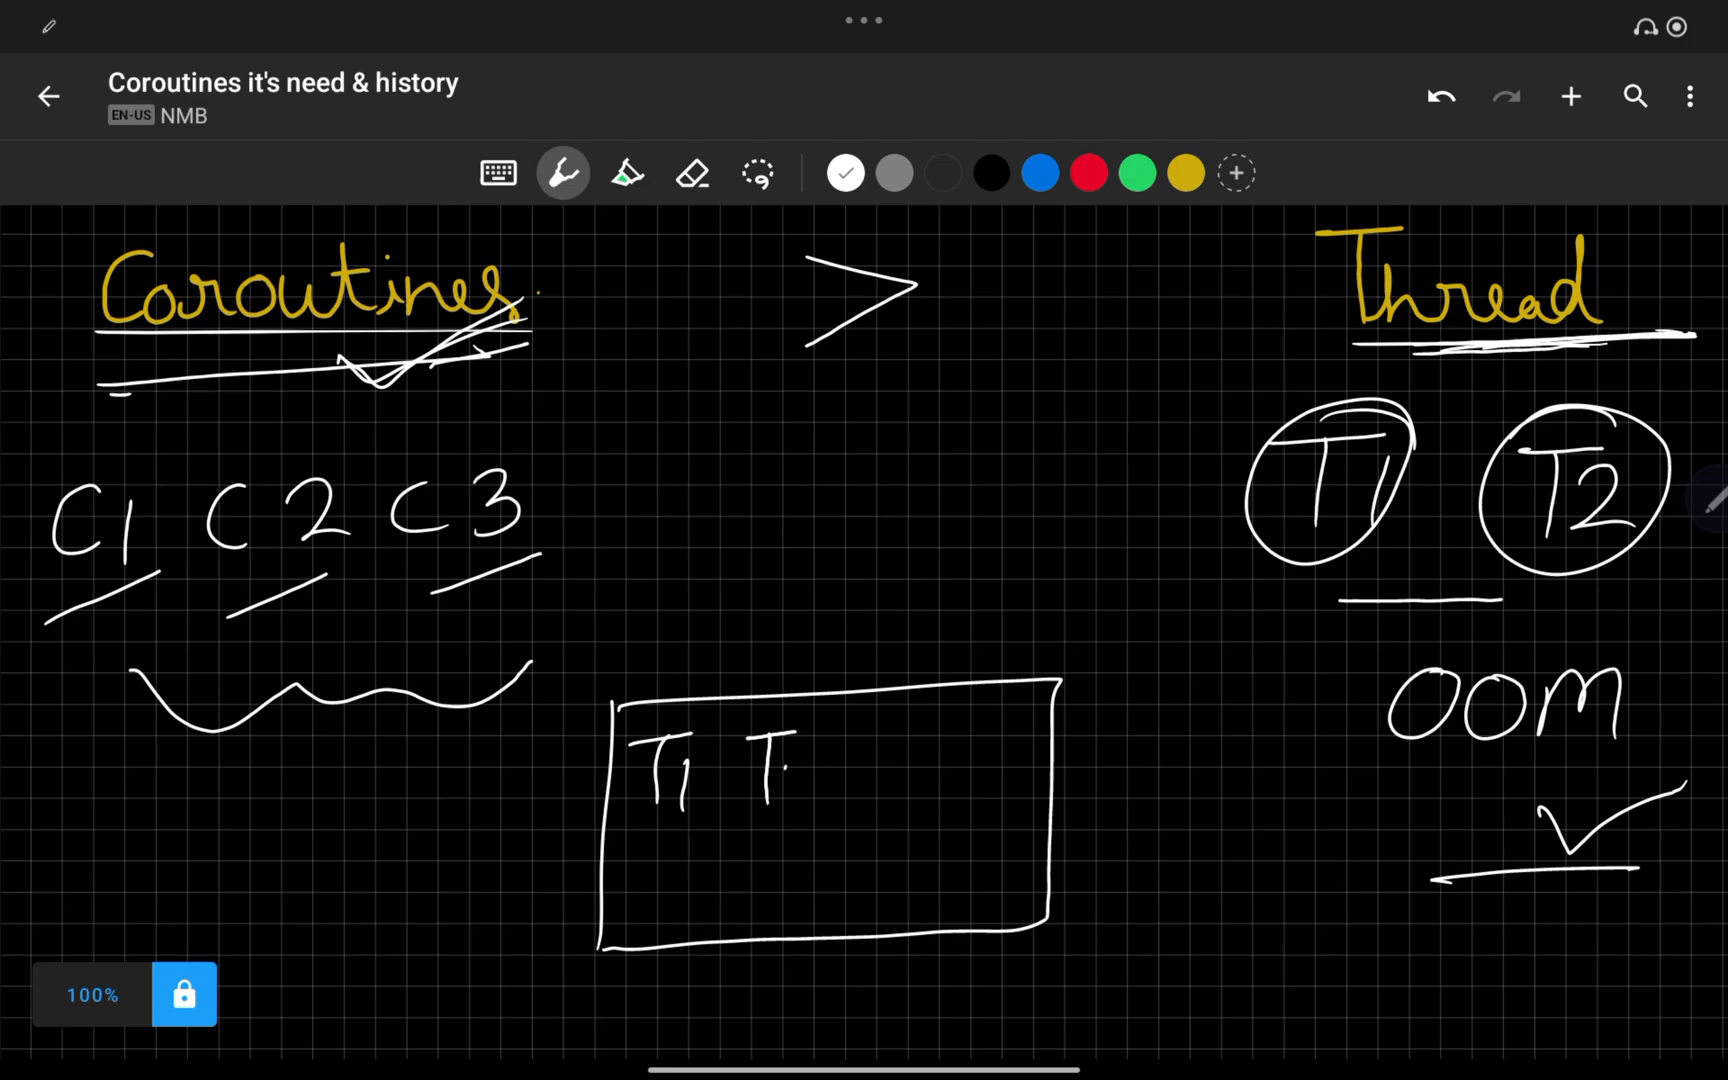 Coroutines it's need & history
EN-US NMB
Coroutines > Thread
T1 T2
C1 C2 C3
OOM
T1 T
100%